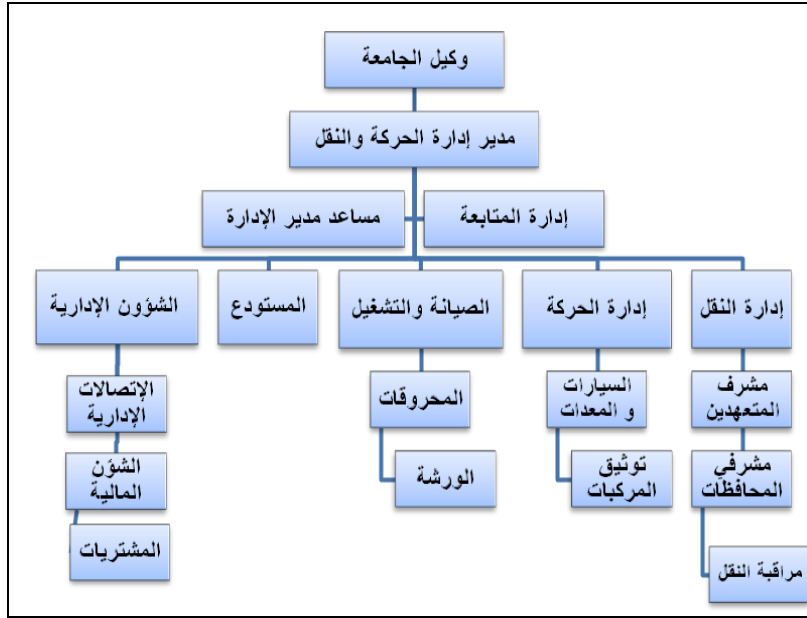 وكيل الجامعة
مدير إدارة الحركة والنقل
إدارة المتابعة
مساعد مدير الإدارة
إدارة النقل
إدارة الحركة
الصيانة والتشغيل
المستودع
الشؤون الإدارية
مشرف
المتعهدين
السيارات
و المعدات
المحروقات
الإتصالات
الإدارية
مشرفي
المحافظات
توثيق
المركبات
الورشة
الشؤن
المالية
مراقبة النقل
المشتريات